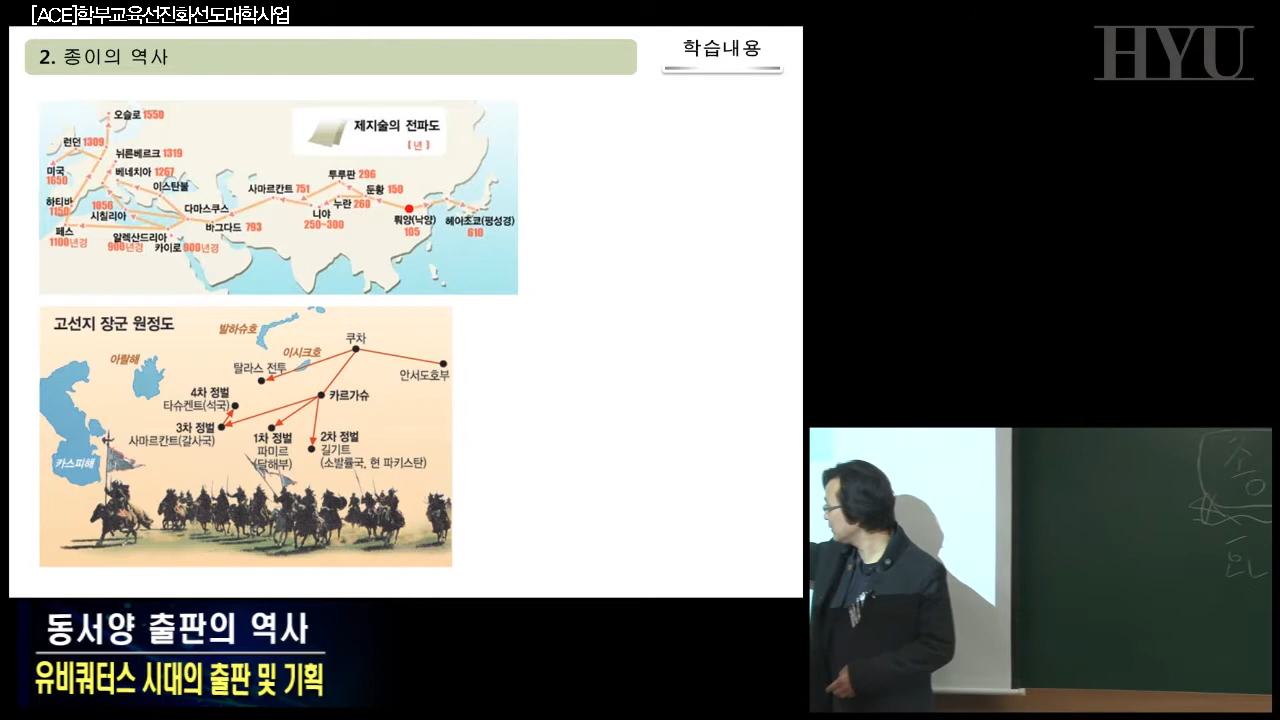 [ACE]학부교육선진화선도대학사업
2. 종이의 역사
학습내용
HYU
제지술의 전파도
[년]
오슬로 1550
런던 1309
뉘른베르크 1319
미국
1650
베네치아 1267
이스탄불
하티바
1150
1056
시칠리아
페스
1100년경
알렉산드리아
900년경
카이로 900년경
다마스쿠스
바그다드 793
사마르칸트 751
투루판 296
둔황 150
누란 260
니야
250~300
뤄양(낙양)
105
헤아조쿄(평성경)
610
고선지 장군 원정도
발하슈호
쿠차
이시크호
아랄해
탈라스 전투
안서도호부
4차 정벌
타슈켄트(석국)
카르가슈
3차 정벌
사마르칸트(갈사국)
1차 정벌
파미르
(달해부)
2차 정벌
길기트
(소발률국, 현 파키스탄)
카스피해
종
동서양 출판의 역사
유비쿼터스 시대의 출판 및 기획